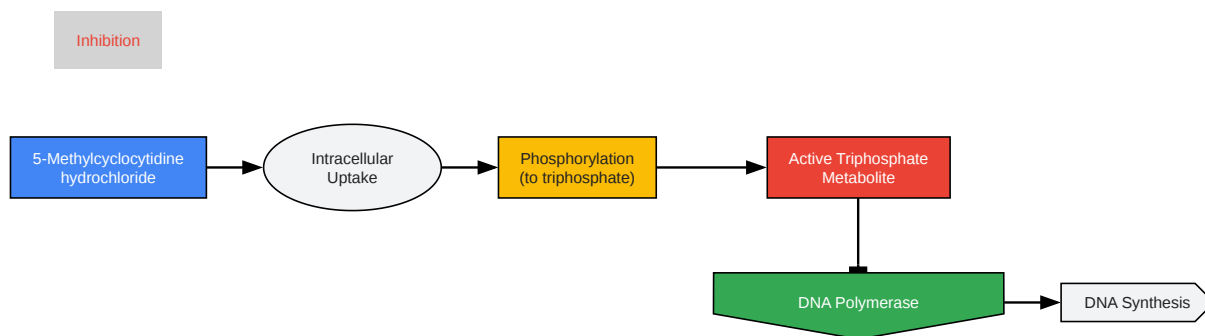 Inhibition
5-Methylcyclocytidine
hydrochloride
Intracellular
Uptake
Phosphorylation
(to triphosphate)
Active Triphosphate
Metabolite
DNA Polymerase
DNA Synthesis